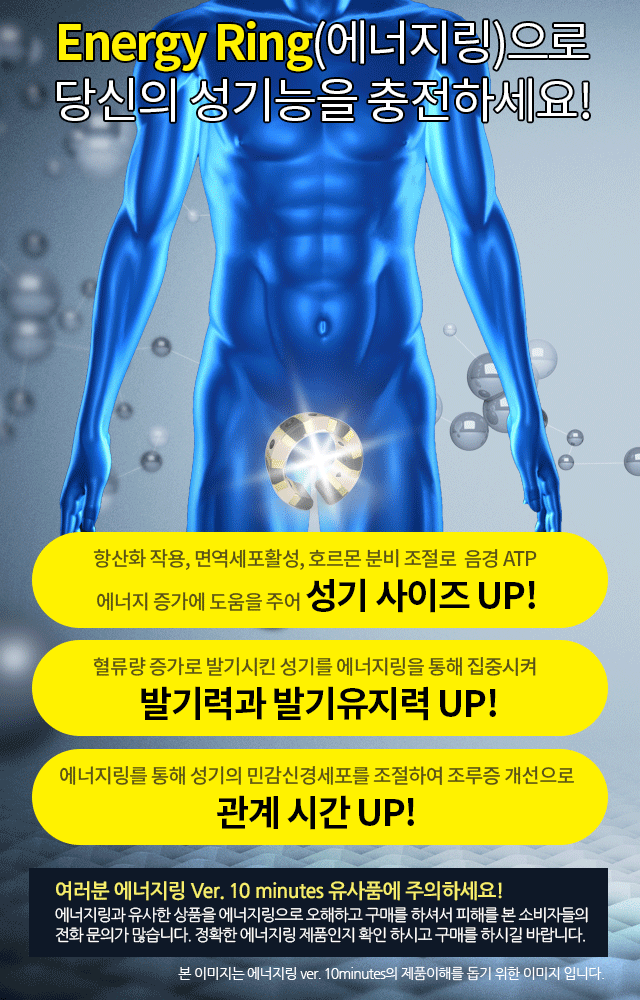 Energy Ring(에너지링)으로
당신의 성기능을 충전하세요!
항산화 작용, 면역세포활성, 호르몬 분비 조절로 음경 ATP
에너지 증가에 도움을 주어 성기 사이즈 UP!
혈류량 증가로 발기시킨 성기를 에너지링을 통해 집중시켜
발기력과 발기유지력 UP!
에너지링를 통해 성기의 민감신경세포를 조절하여 조루증 개선으로
관계 시간 UP!
여러분 에너지링 Ver. 10 minutes 유사품에 주의하세요!
에너지링과 유사한 상품을 에너지링으로 오해하고 구매를 하셔서 피해를 본 소비자들의
전화 문의가 많습니다. 정확한 에너지링 제품인지 확인 하시고 구매를 하시길 바랍니다.
본 이미지는 에너지링 ver. 10minutes의 제품이해를 돕기 위한 이미지 입니다.